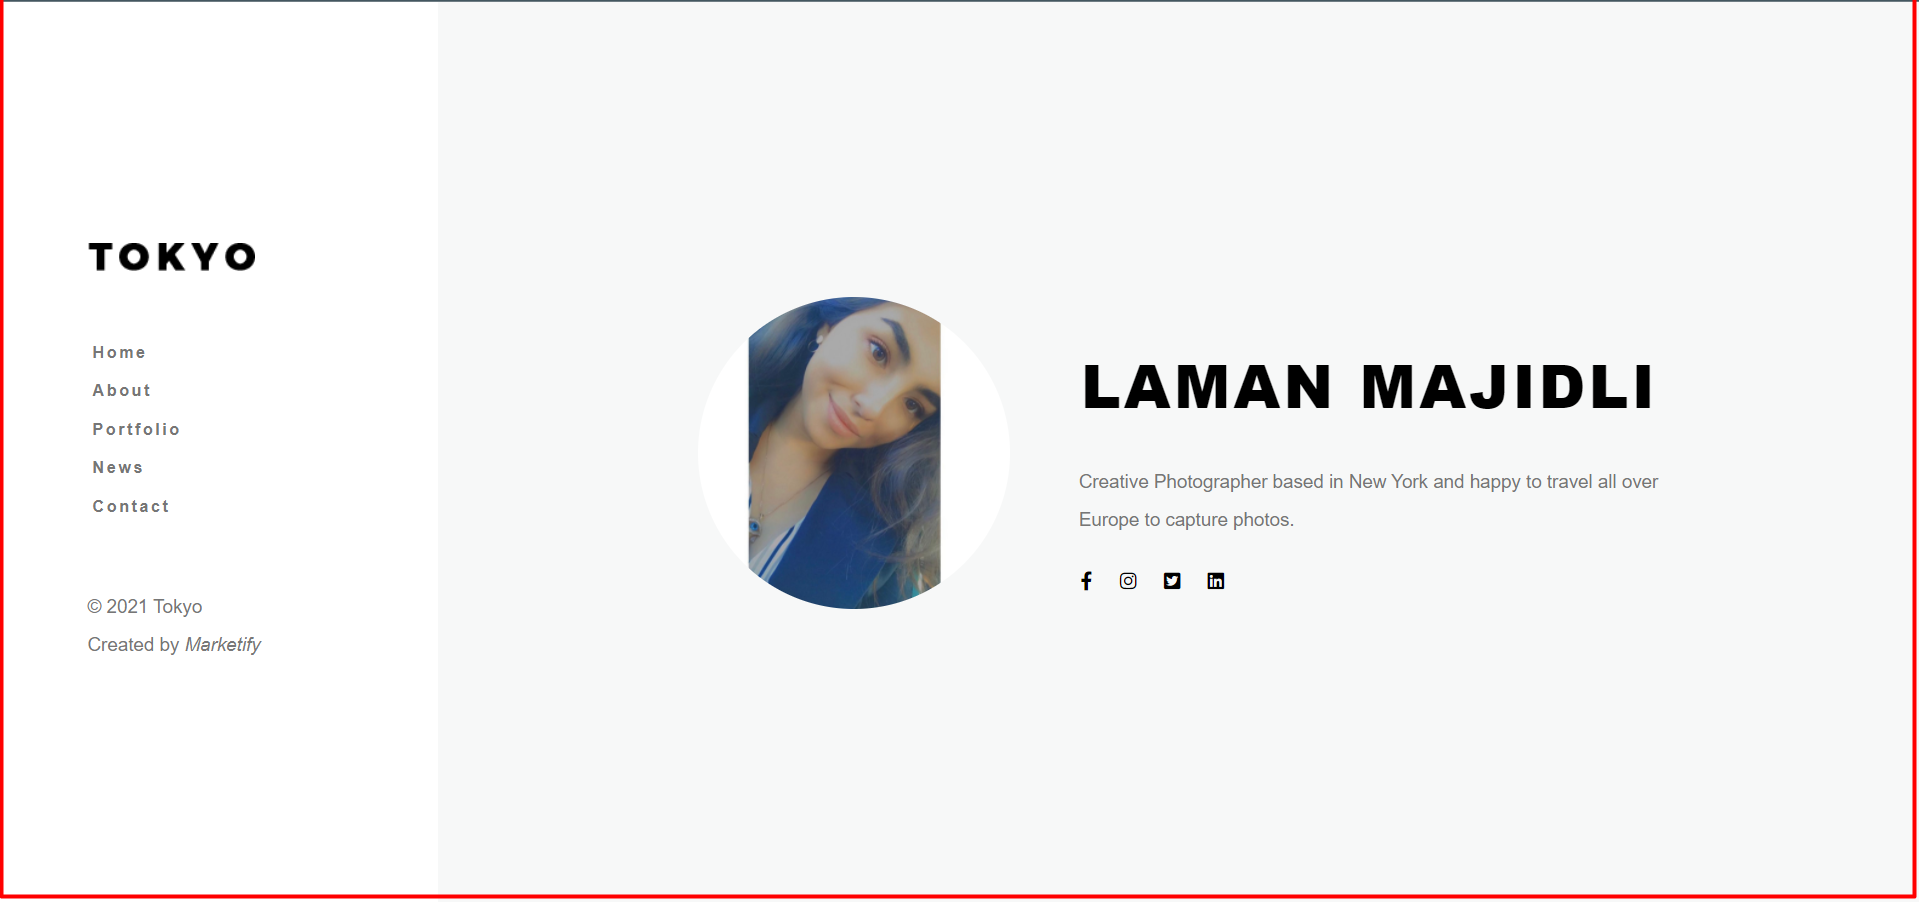 TOKYO
Home
About
Portfolio
News
Contact
© 2021 Tokyo
Created by Marketify
LAMAN MAJIDLI
Creative Photographer based in New York and happy to travel all over
Europe to capture photos.